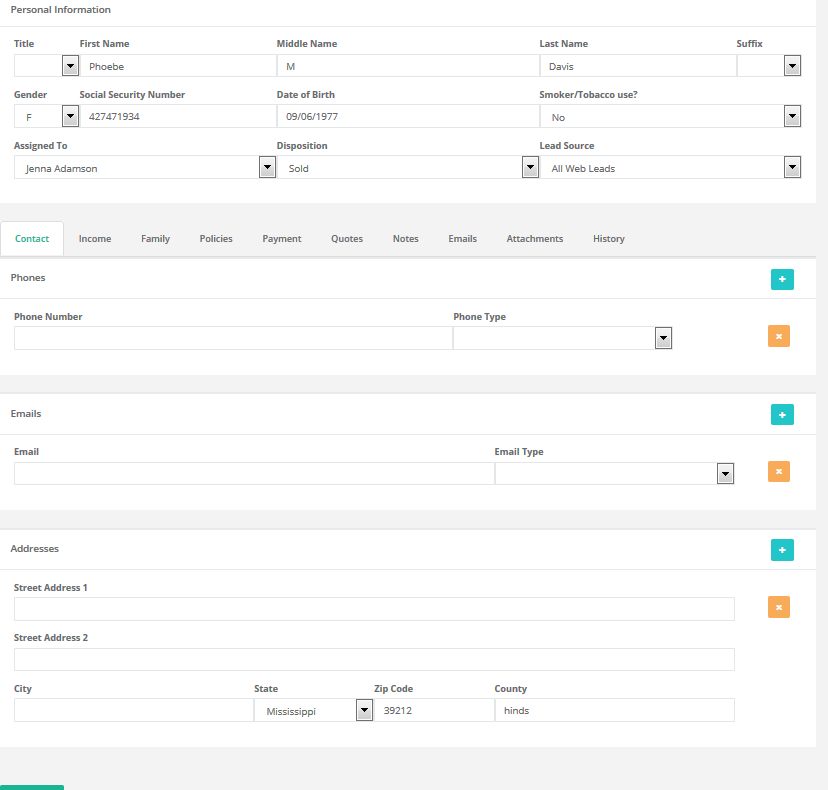 Personal Information
Title First Name Middle Name Last Name Suffix
Phoebe M Davis
Gender Social Security Number Date of Birth Smoker/Tobacco use?
F 427471934 09/06/1977 No
Assigned To Disposition Lead Source
Jenna Adamson Sold All Web Leads
Contact Income Family Policies Payment Quotes Notes Emails Attachments History
Phones
Phone Number Phone Type
Emails
Email Email Type
Addresses
Street Address 1
Street Address 2
City State Zip Code County
Mississippi 39212 hinds